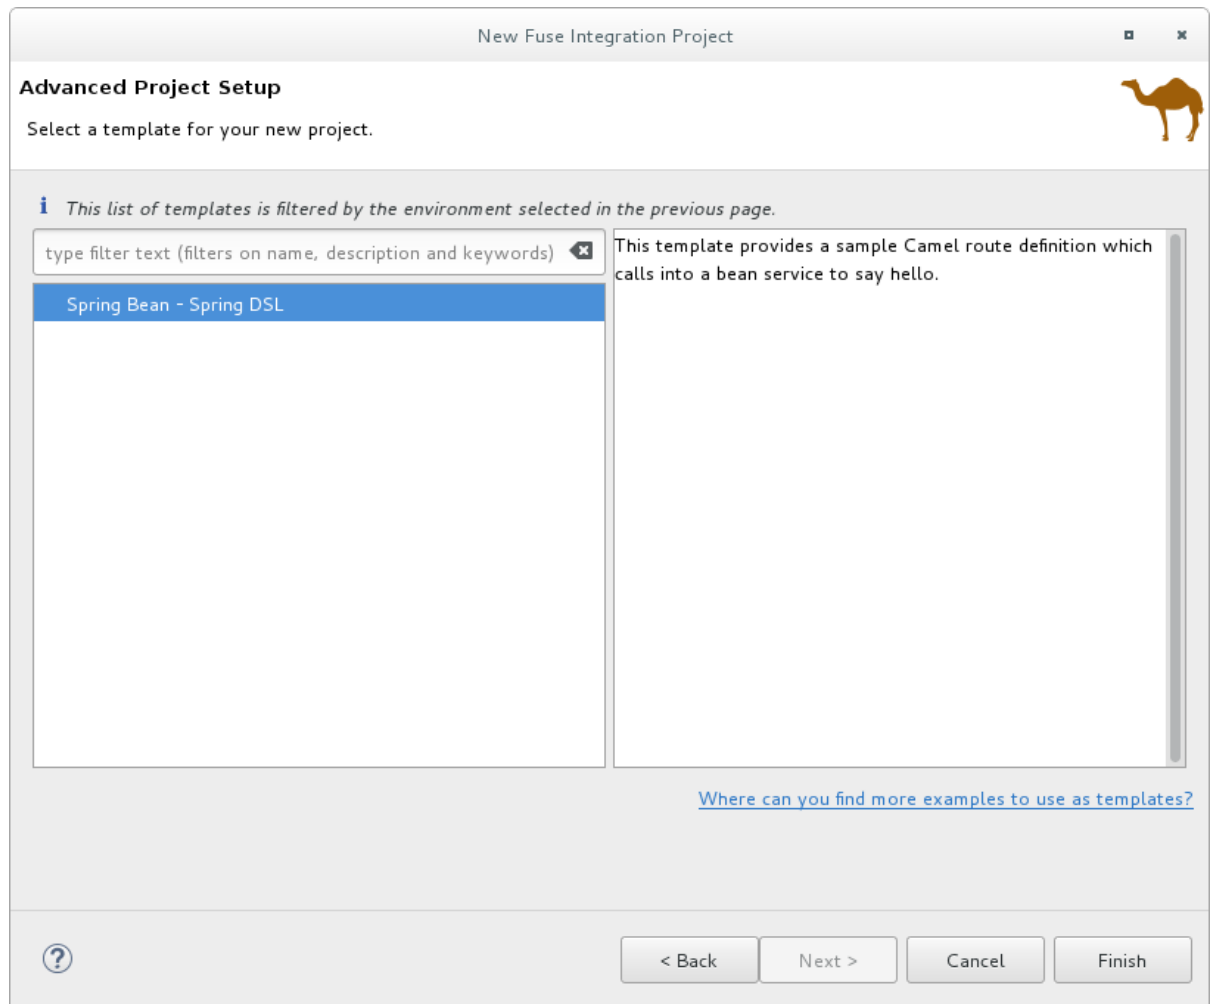 New Fuse Integration Project
Advanced Project Setup
Select a template for your new project.
i This list of templates is filtered by the environment selected in the previous page.
type filter text (filters on name, description and keywords)
Spring Bean - Spring DSL
This template provides a sample Camel route definition which
calls into a bean service to say hello.
Where can you find more examples to use as templates?
?
< Back
Next >
Cancel
Finish